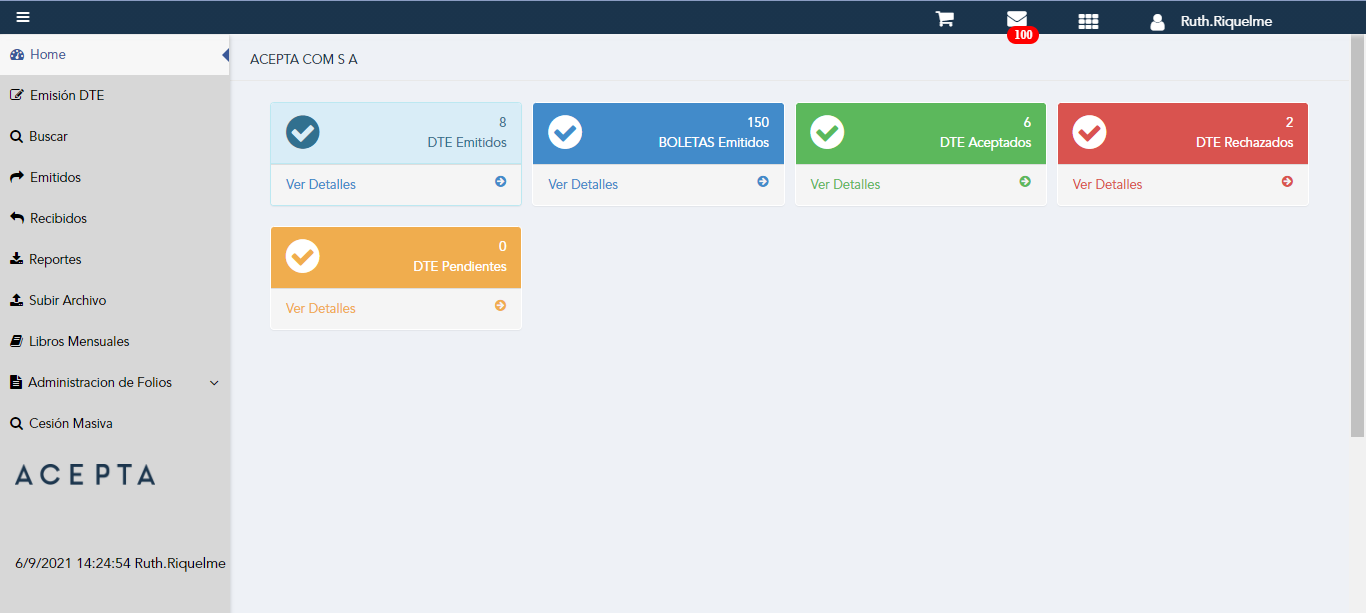 100
Ruth.Riquelme
Home
Emisión DTE
Buscar
Emitidos
Recibidos
Reportes
Subir Archivo
Libros Mensuales
Administracion de Folios
Cesión Masiva
ACEPTA
6/9/2021 14:24:54 Ruth.Riquelme
ACEPTA COM S A
8
DTE Emitidos
Ver Detalles
150
BOLETAS Emitidos
Ver Detalles
6
DTE Aceptados
Ver Detalles
2
DTE Rechazados
Ver Detalles
0
DTE Pendientes
Ver Detalles